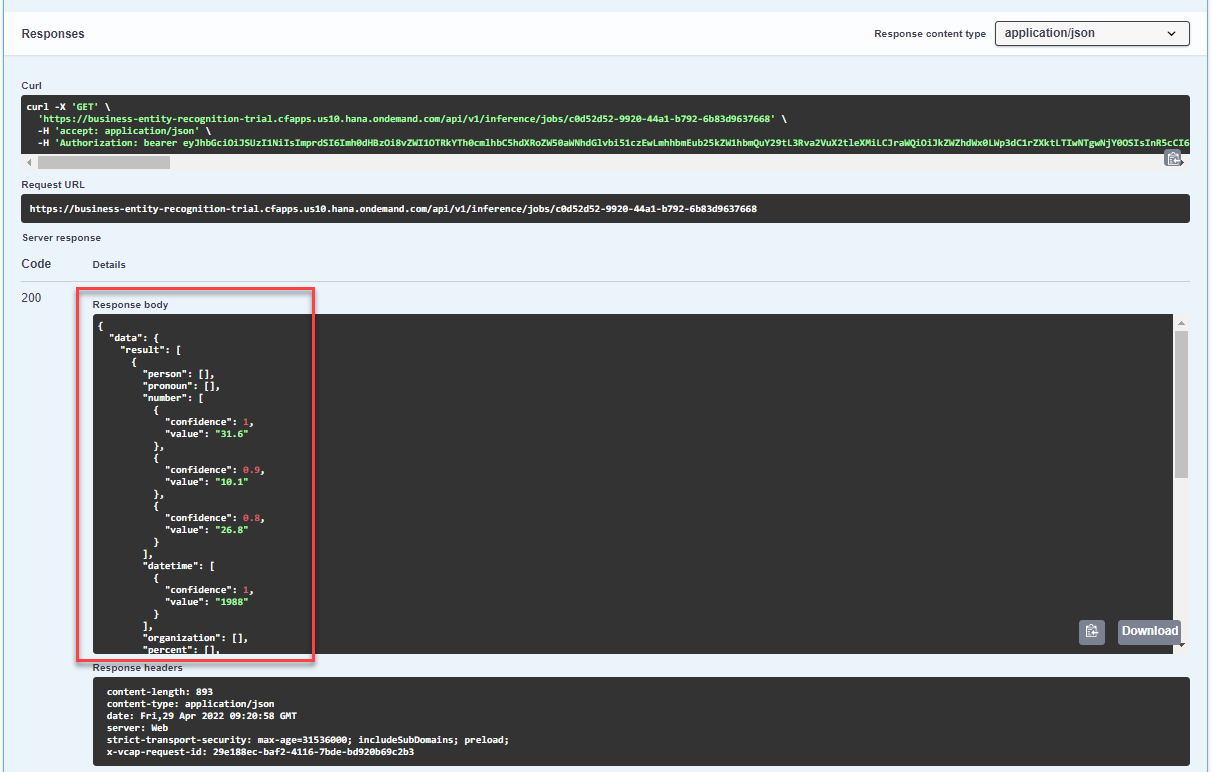 Responses
Response content type application/json
Curl
curl -X 'GET' \
'https://business-entity-recognition-trial.cfapps.us10.hana.ondemand.com/api/v1/inference/jobs/c0d52d52-9920-44a1-b792-6b83d9637668' \
-H 'accept: application/json' \
-H 'Authorization: bearer
Request URL
https://business-entity-recognition-trial.cfapps.us10.hana.ondemand.com/api/v1/inference/jobs/c0d52d52-9920-44a1-b792-6b83d9637668
Server response
Code Details
200
Response body
{
"data": {
"result": [
{
"person": [],
"pronoun": [],
"number": [
{
"confidence": 1,
"value": "31.6"
},
{
"confidence": 0.9,
"value": "10.1"
},
{
"confidence": 0.8,
"value": "26.8"
}
],
"datetime": [
{
"confidence": 1,
"value": "1988"
}
],
"organization": [],
"percent": [],
Download
Response headers
content-length: 893
content-type: application/json
date: Fri,29 Apr 2022 09:20:58 GMT
server: Web
strict-transport-security: max-age=31536000; includeSubDomains; preload;
x-vcap-request-id: 29e188ec-baf2-4116-7bde-bd920b69c2b3